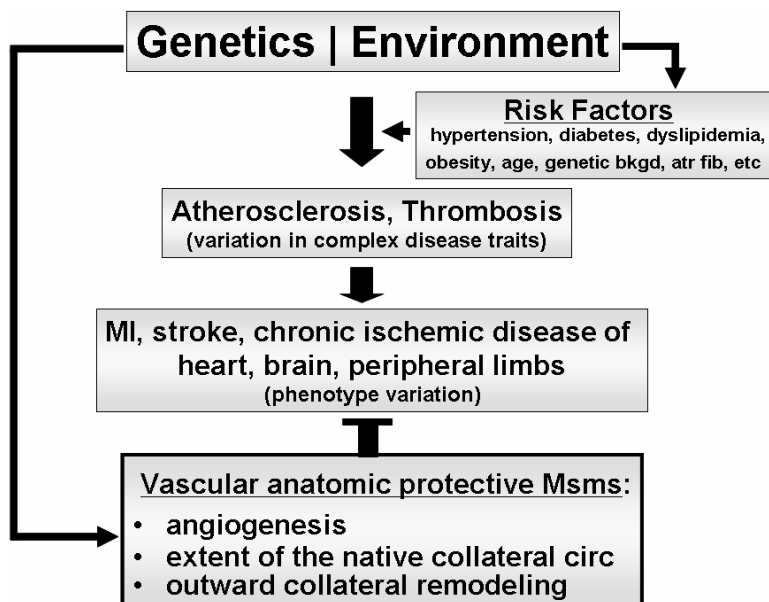 Genetics | Environment
Risk Factors
hypertension, diabetes, dyslipidemia,
obesity, age, genetic bkgd, atr fib, etc
Atherosclerosis, Thrombosis
(variation in complex disease traits)
MI, stroke, chronic ischemic disease of
heart, brain, peripheral limbs
(phenotype variation)
Vascular anatomic protective Msms:
• angiogenesis
• extent of the native collateral circ
• outward collateral remodeling